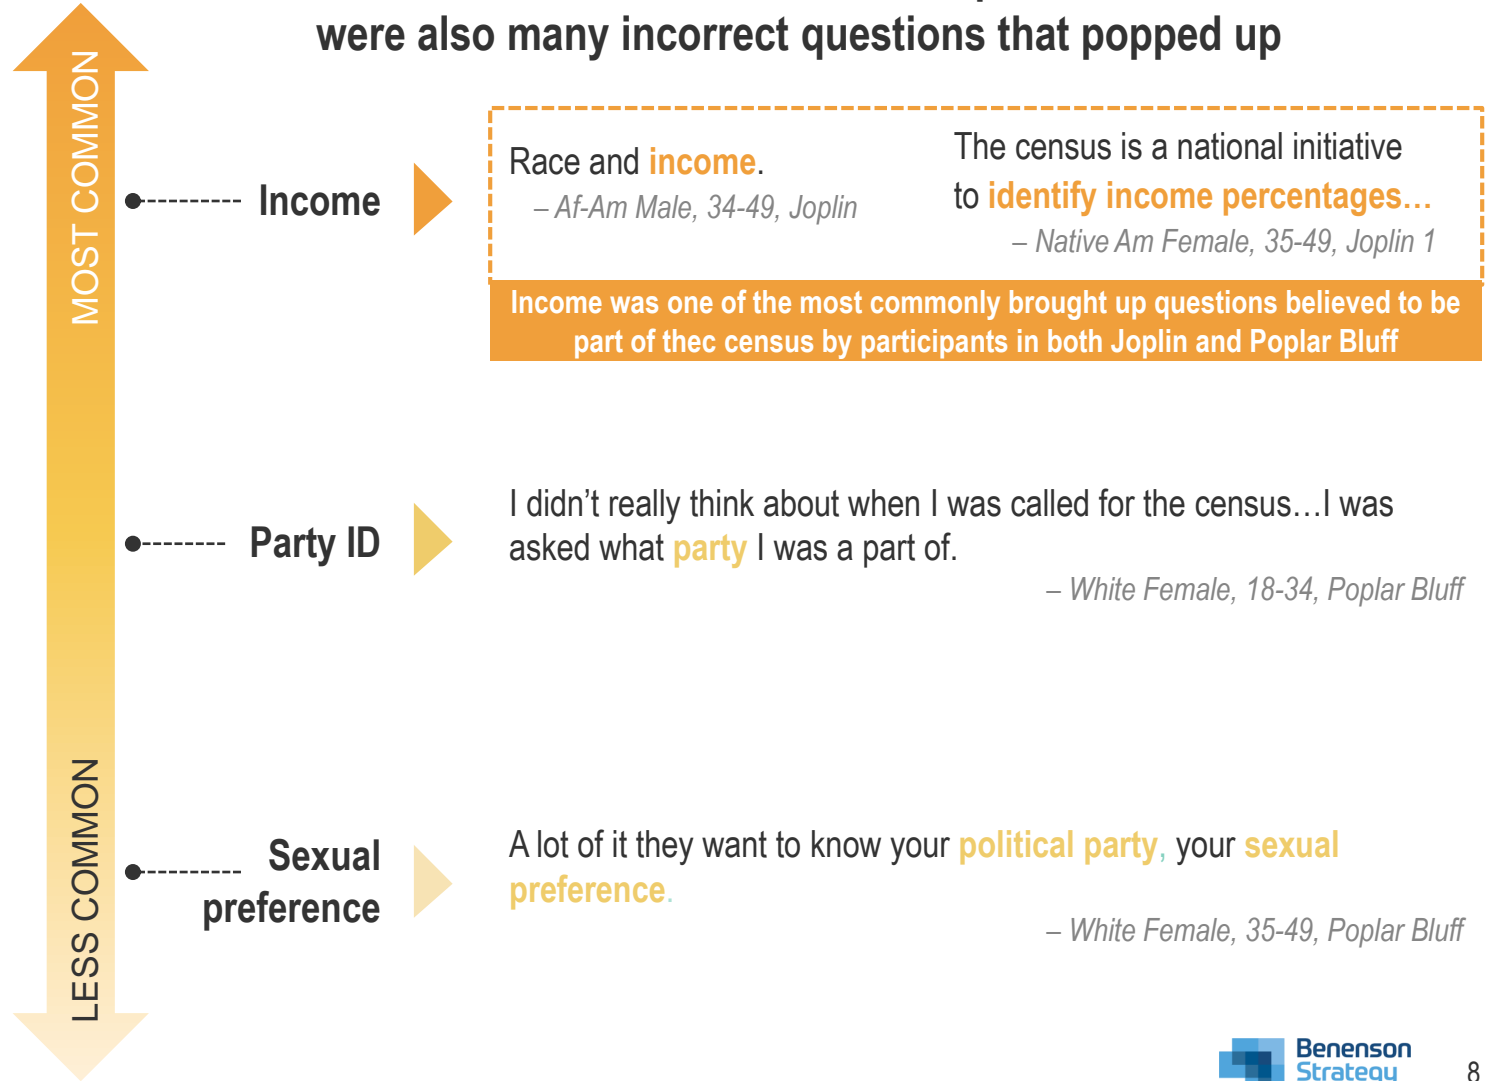 were also many incorrect questions that popped up
MOST COMMON
Income
Race and income.
– Af-Am Male, 34-49, Joplin
The census is a national initiative
to identify income percentages…
– Native Am Female, 35-49, Joplin 1
Income was one of the most commonly brought up questions believed to be
part of thec census by participants in both Joplin and Poplar Bluff
Party ID
I didn’t really think about when I was called for the census…I was
asked what party I was a part of.
– White Female, 18-34, Poplar Bluff
LESS COMMON
Sexual
preference
A lot of it they want to know your political party, your sexual
preference.
– White Female, 35-49, Poplar Bluff
Benenson
Strategy
8